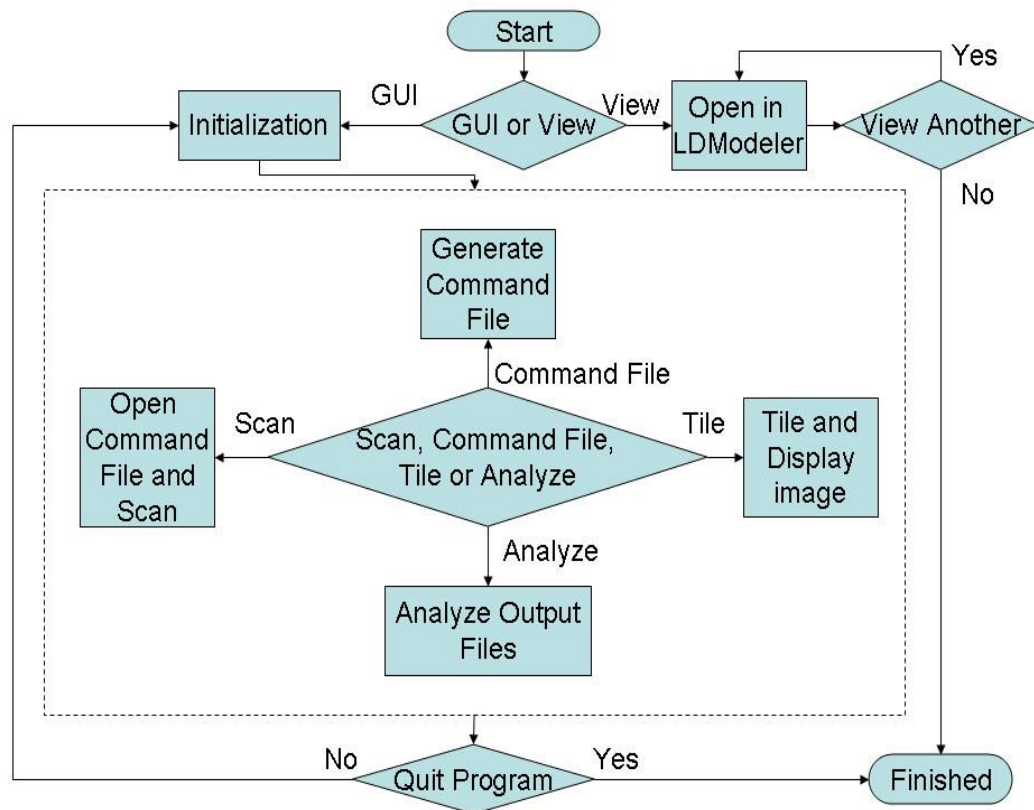 Start
Yes
GUI
GUI or View
View
Open in
LDModeler
View Another
Initialization
No
Generate
Command
File
Command File
Open
Command
File and
Scan
Scan
Scan, Command File,
Tile or Analyze
Tile
Tile and
Display
image
Analyze
Analyze Output
Files
No
Quit Program
Yes
Finished